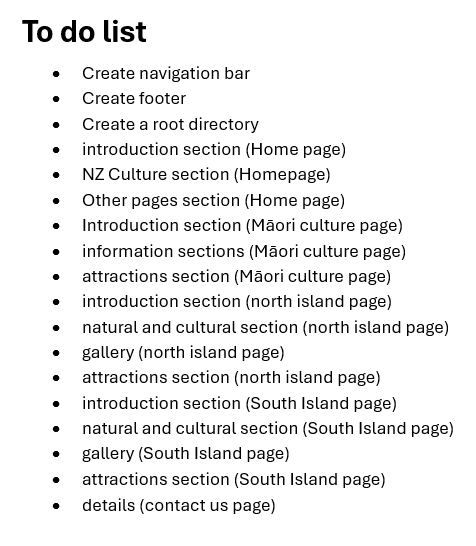 To do list
• Create navigation bar
• Create footer
• Create a root directory
• introduction section (Home page)
• NZ Culture section (Homepage)
• Other pages section (Home page)
• Introduction section (Māori culture page)
• information sections (Māori culture page)
• attractions section (Māori culture page)
• introduction section (north island page)
• natural and cultural section (north island page)
• gallery (north island page)
• attractions section (north island page)
• introduction section (South Island page)
• natural and cultural section (South Island page)
• gallery (South Island page)
• attractions section (South Island page)
• details (contact us page)